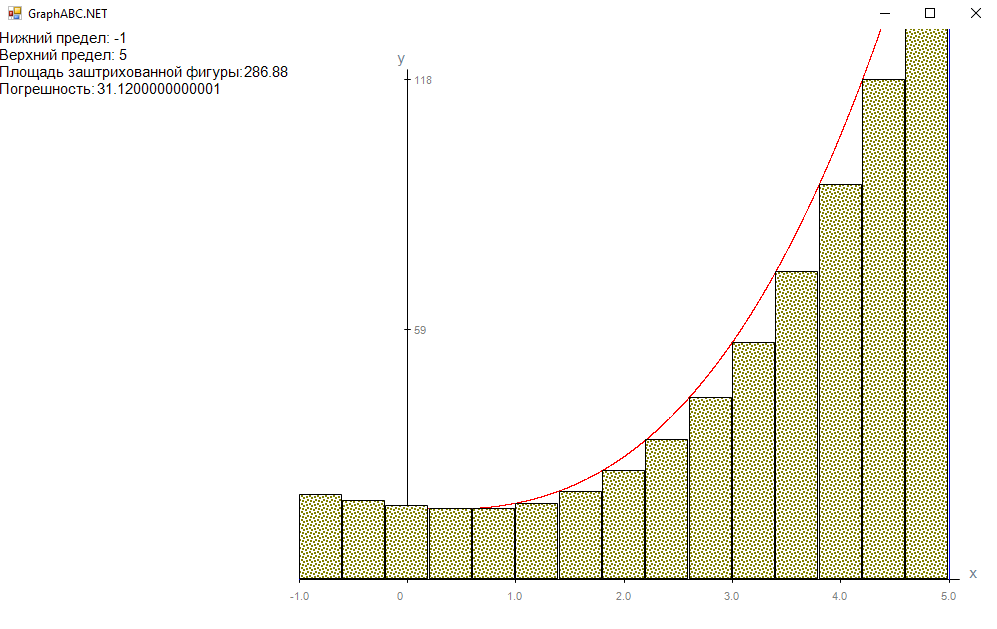 GraphABC.NET
Нижний предел: -1
Верхний предел: 5
Площадь заштрихованной фигуры:286.88
Погрешность:31.1200000000001
y
118
59
x
-1.0 0 1.0 2.0 3.0 4.0 5.0